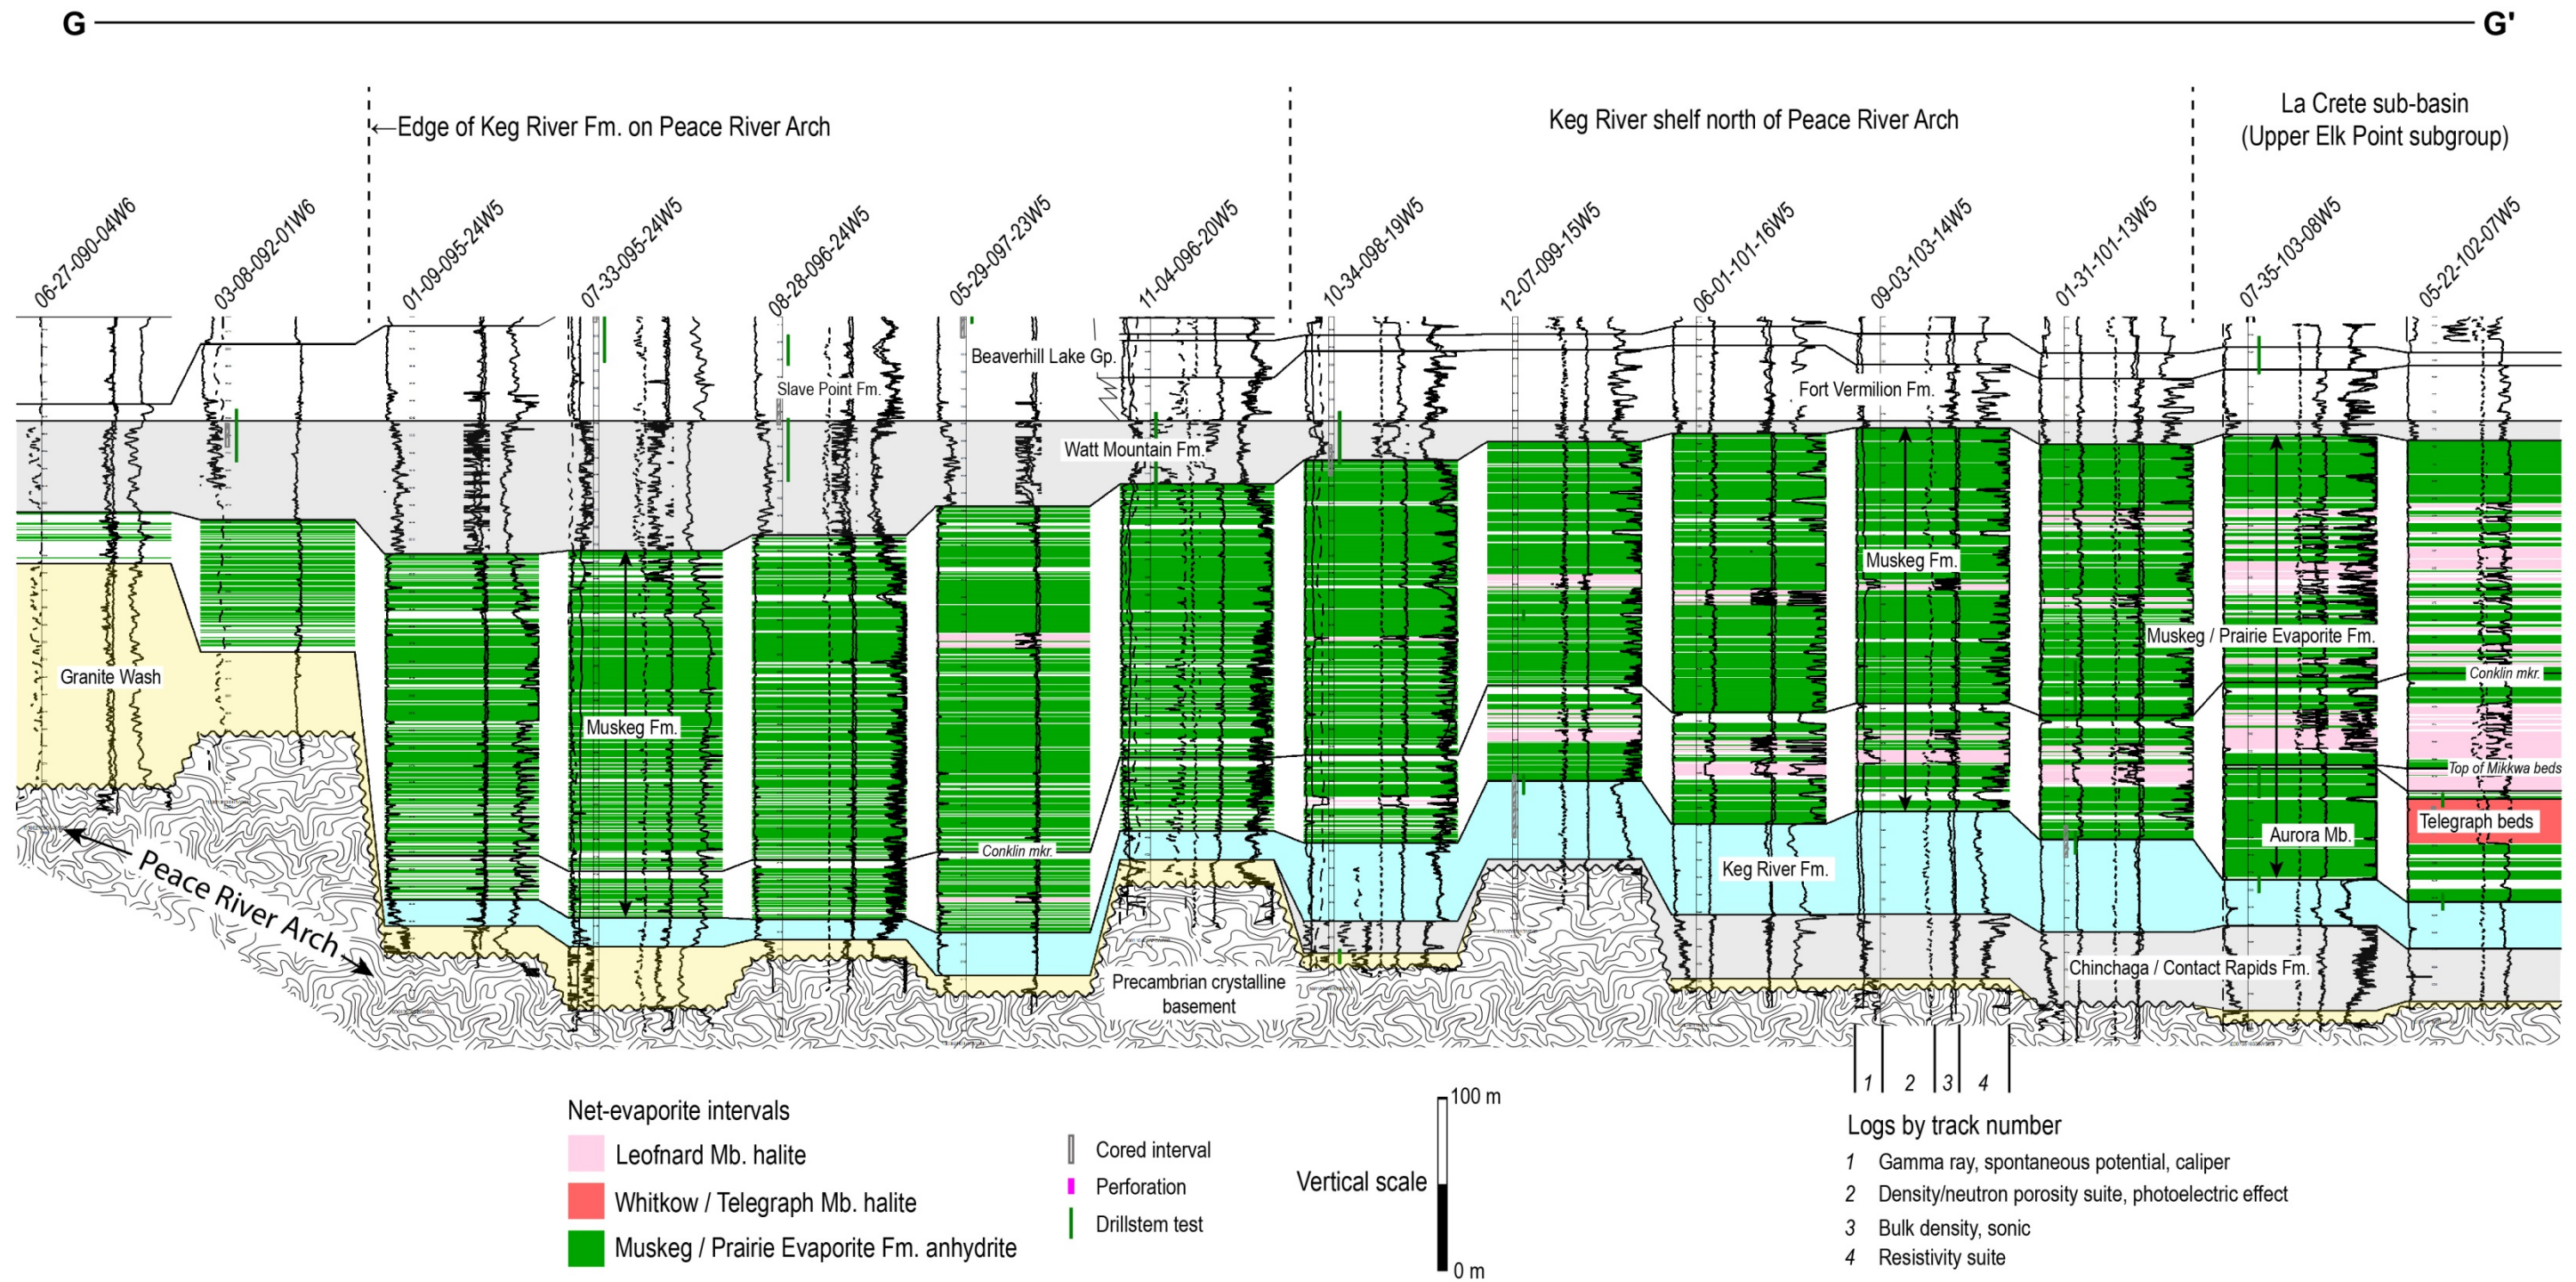 G
G'
←Edge of Keg River Fm. on Peace River Arch
Keg River shelf north of Peace River Arch
La Crete sub-basin
(Upper Elk Point subgroup)
06-27-090-04W6
03-08-092-01W6
01-09-095-24W5
07-33-095-24W5
08-28-096-24W5
05-29-097-23W5
11-04-096-20W5
10-34-098-19W5
12-07-099-15W5
06-01-101-16W5
09-03-103-14W5
01-31-101-13W5
07-35-103-08W5
05-22-102-07W5
Beaverhill Lake Gp.
Slave Point Fm.
Fort Vermilion Fm.
Watt Mountain Fm.
Muskeg Fm.
Muskeg / Prairie Evaporite Fm.
Granite Wash
Conklin mkr.
Muskeg Fm.
Top of Mikkwa beds
Telegraph beds
Aurora Mb.
Conklin mkr.
Keg River Fm.
Peace River Arch
Chinchaga / Contact Rapids Fm.
Precambrian crystalline
basement
1 2 3 4
Net-evaporite intervals
Leofnard Mb. halite
Whitkow / Telegraph Mb. halite
Muskeg / Prairie Evaporite Fm. anhydrite
Cored interval
Perforation
Drillstem test
Vertical scale
100 m
0 m
Logs by track number
1 Gamma ray, spontaneous potential, caliper
2 Density/neutron porosity suite, photoelectric effect
3 Bulk density, sonic
4 Resistivity suite